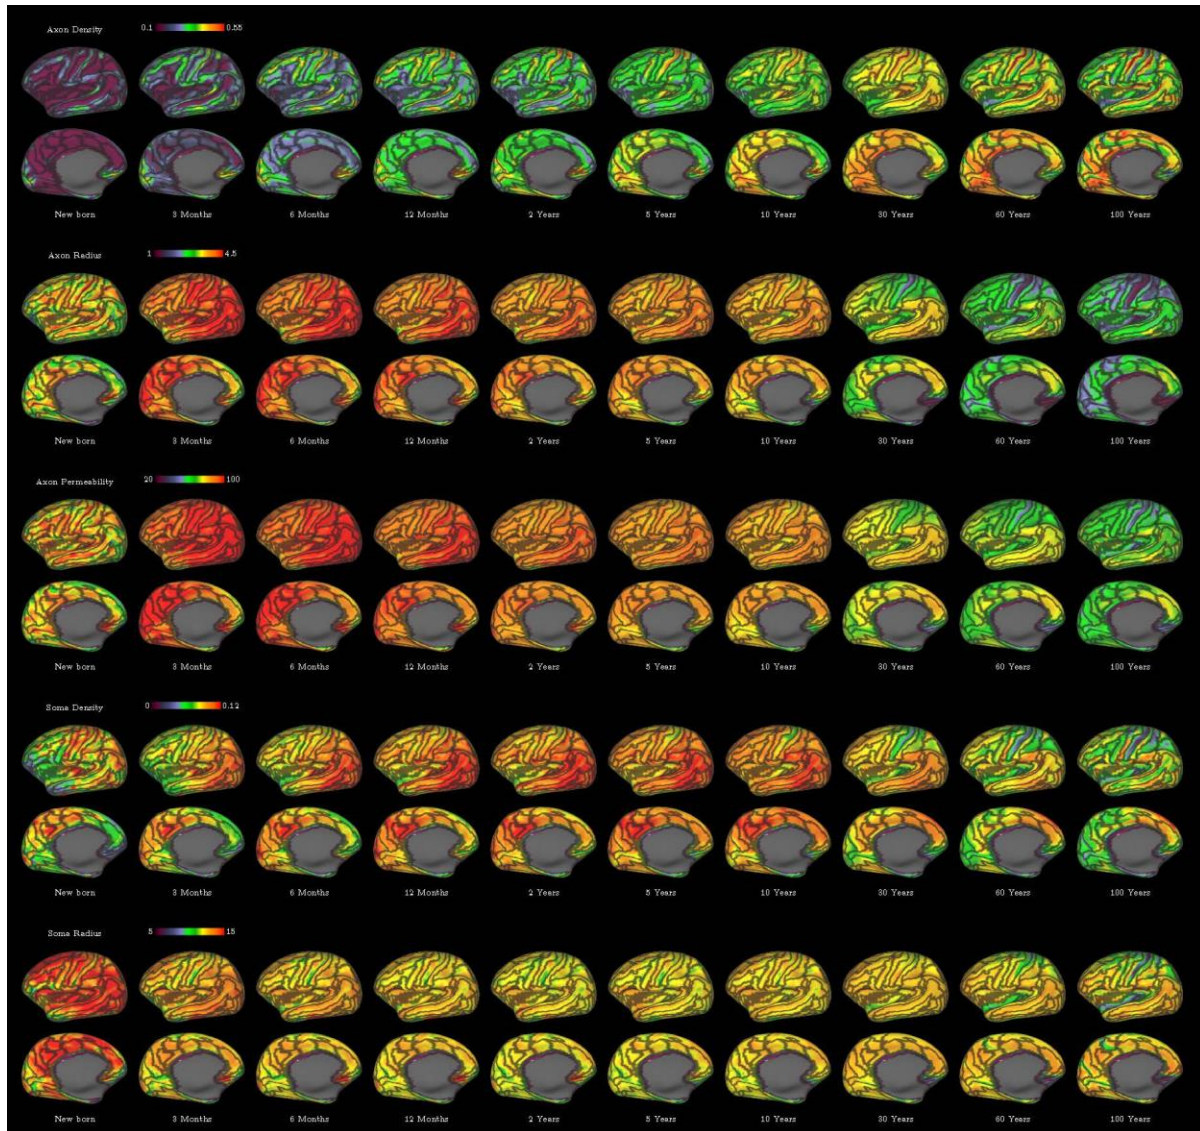 Axon Density 0.1 0.55
New born 3 Months 6 Months 12 Months 2 Years 5 Years 10 Years 30 Years 60 Years 100 Years
Axon Radius 1 4.5
New born 3 Months 6 Months 12 Months 2 Years 5 Years 10 Years 30 Years 60 Years 100 Years
Axon Permeability 20 100
New born 3 Months 6 Months 12 Months 2 Years 5 Years 10 Years 30 Years 60 Years 100 Years
Soma Density 0 0.12
New born 3 Months 6 Months 12 Months 2 Years 5 Years 10 Years 30 Years 60 Years 100 Years
Soma Radius 5 15
New born 3 Months 6 Months 12 Months 2 Years 5 Years 10 Years 30 Years 60 Years 100 Years